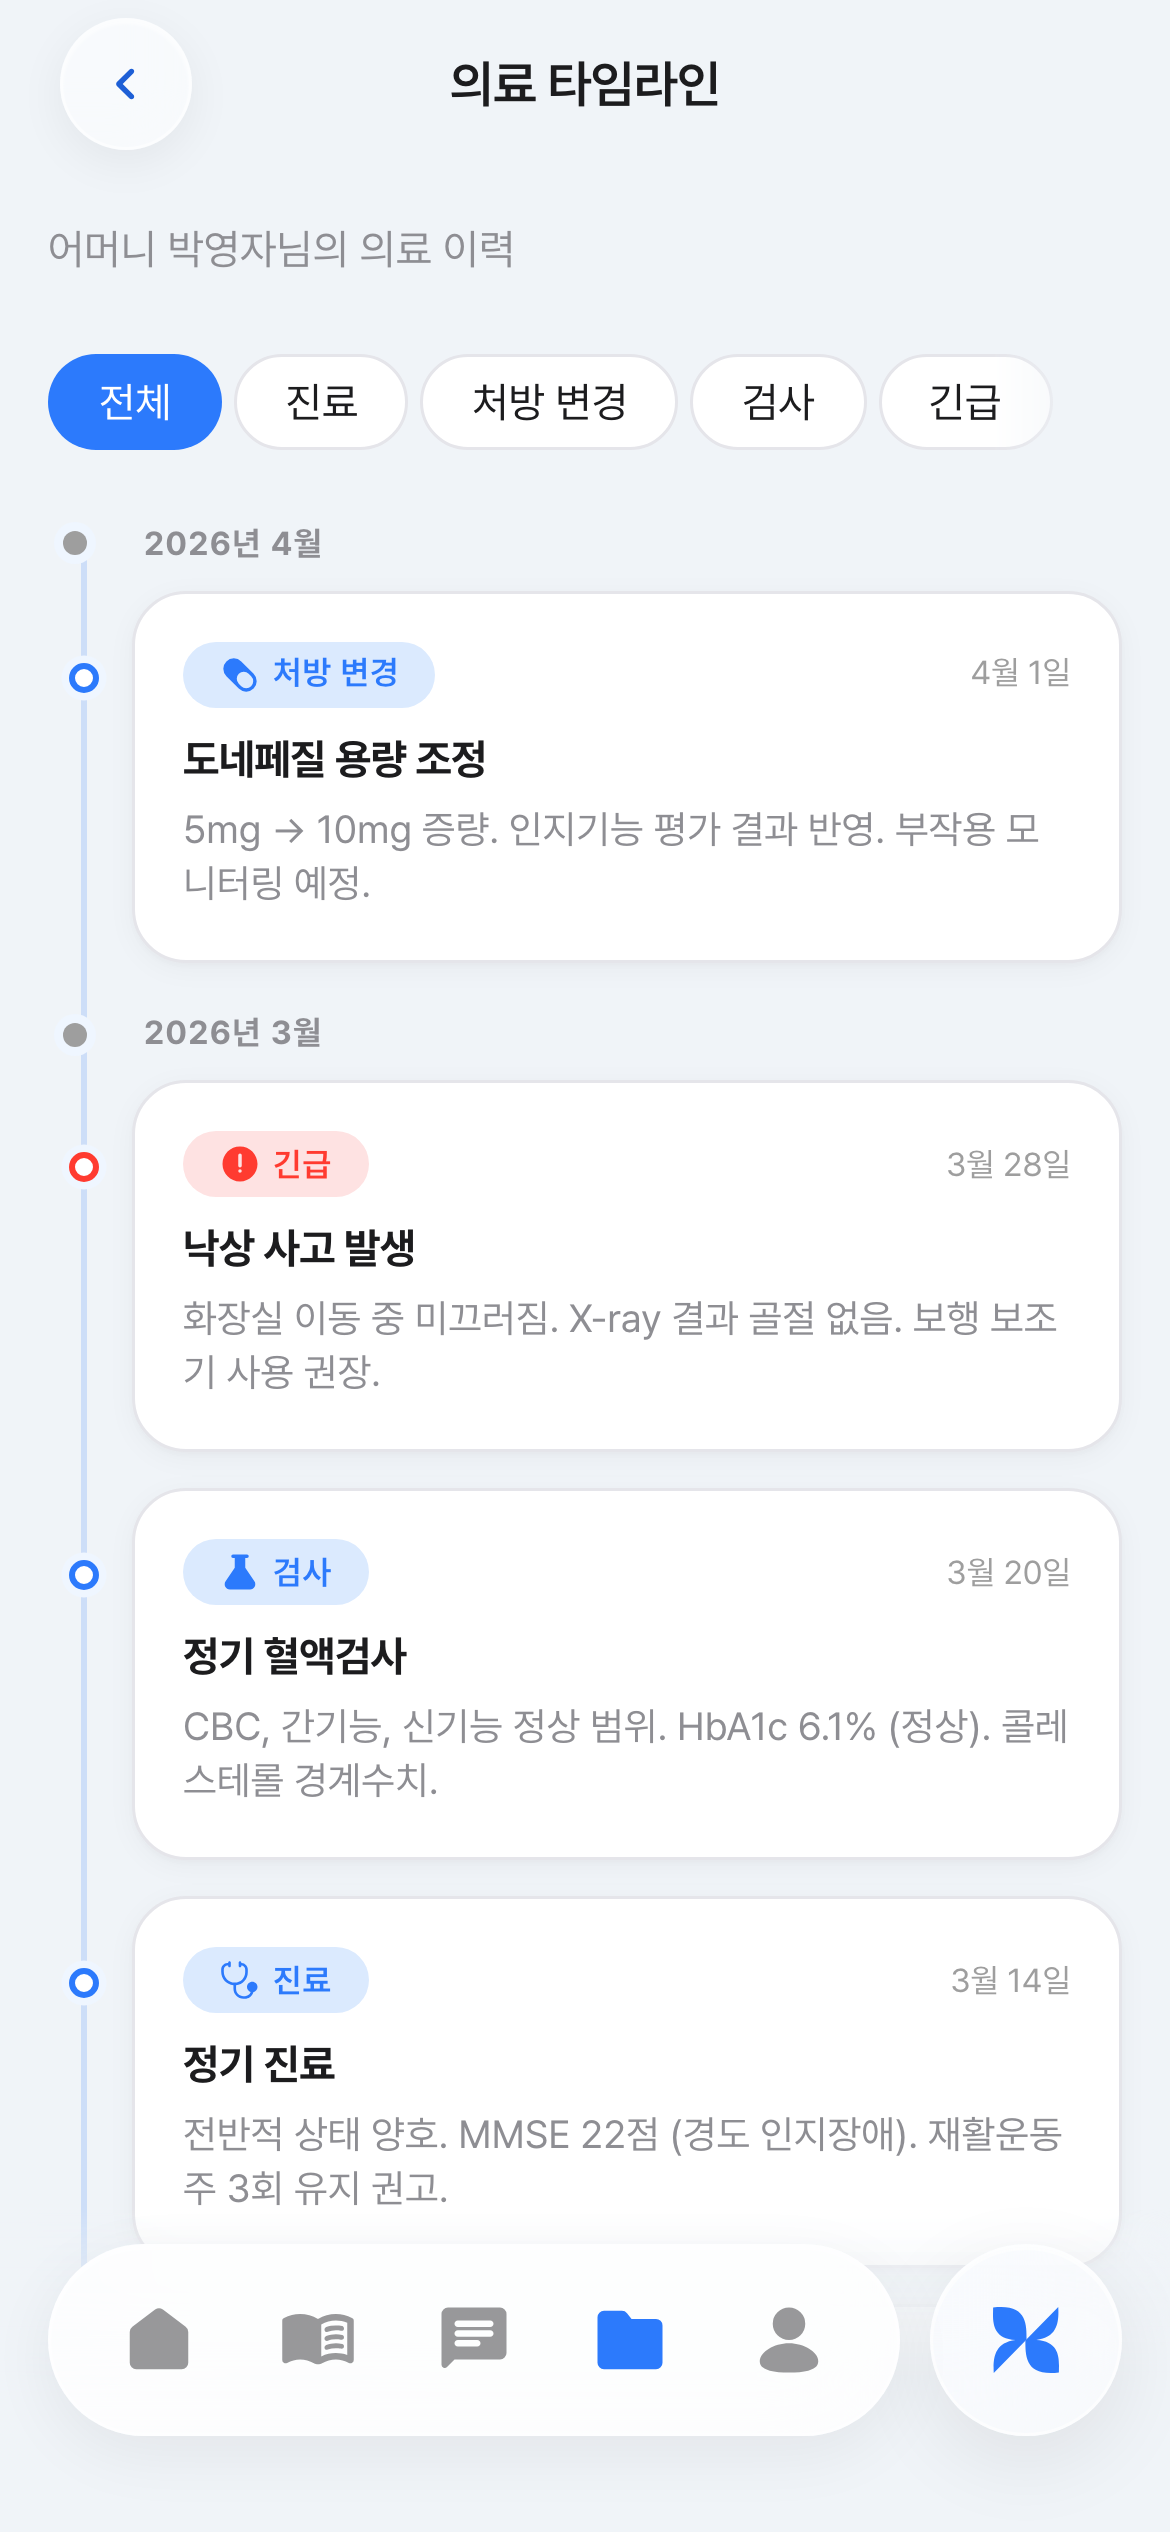 의료 타임라인
어머니 박영자님의 의료 이력
전체
진료
처방 변경
검사
긴급
2026년 4월
처방 변경
4월 1일
도네페질 용량 조정
5mg → 10mg 증량. 인지기능 평가 결과 반영. 부작용 모
니터링 예정.
2026년 3월
긴급
3월 28일
낙상 사고 발생
화장실 이동 중 미끄러짐. X-ray 결과 골절 없음. 보행 보조
기 사용 권장.
검사
3월 20일
정기 혈액검사
CBC, 간기능, 신기능 정상 범위. HbA1c 6.1% (정상). 콜레
스테롤 경계수치.
진료
3월 14일
정기 진료
전반적 상태 양호. MMSE 22점 (경도 인지장애). 재활운동
주 3회 유지 권고.